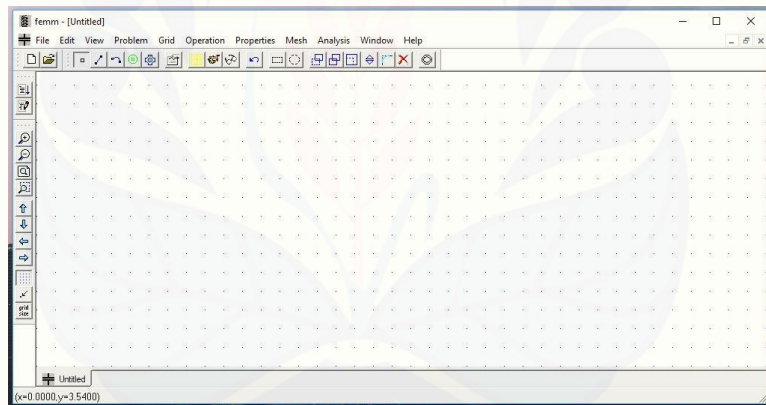 femm - [Untitled]
File Edit View Problem Grid Operation Properties Mesh Analysis Window Help
grid size
Untitled
(x=0.0000,y=3.5400)